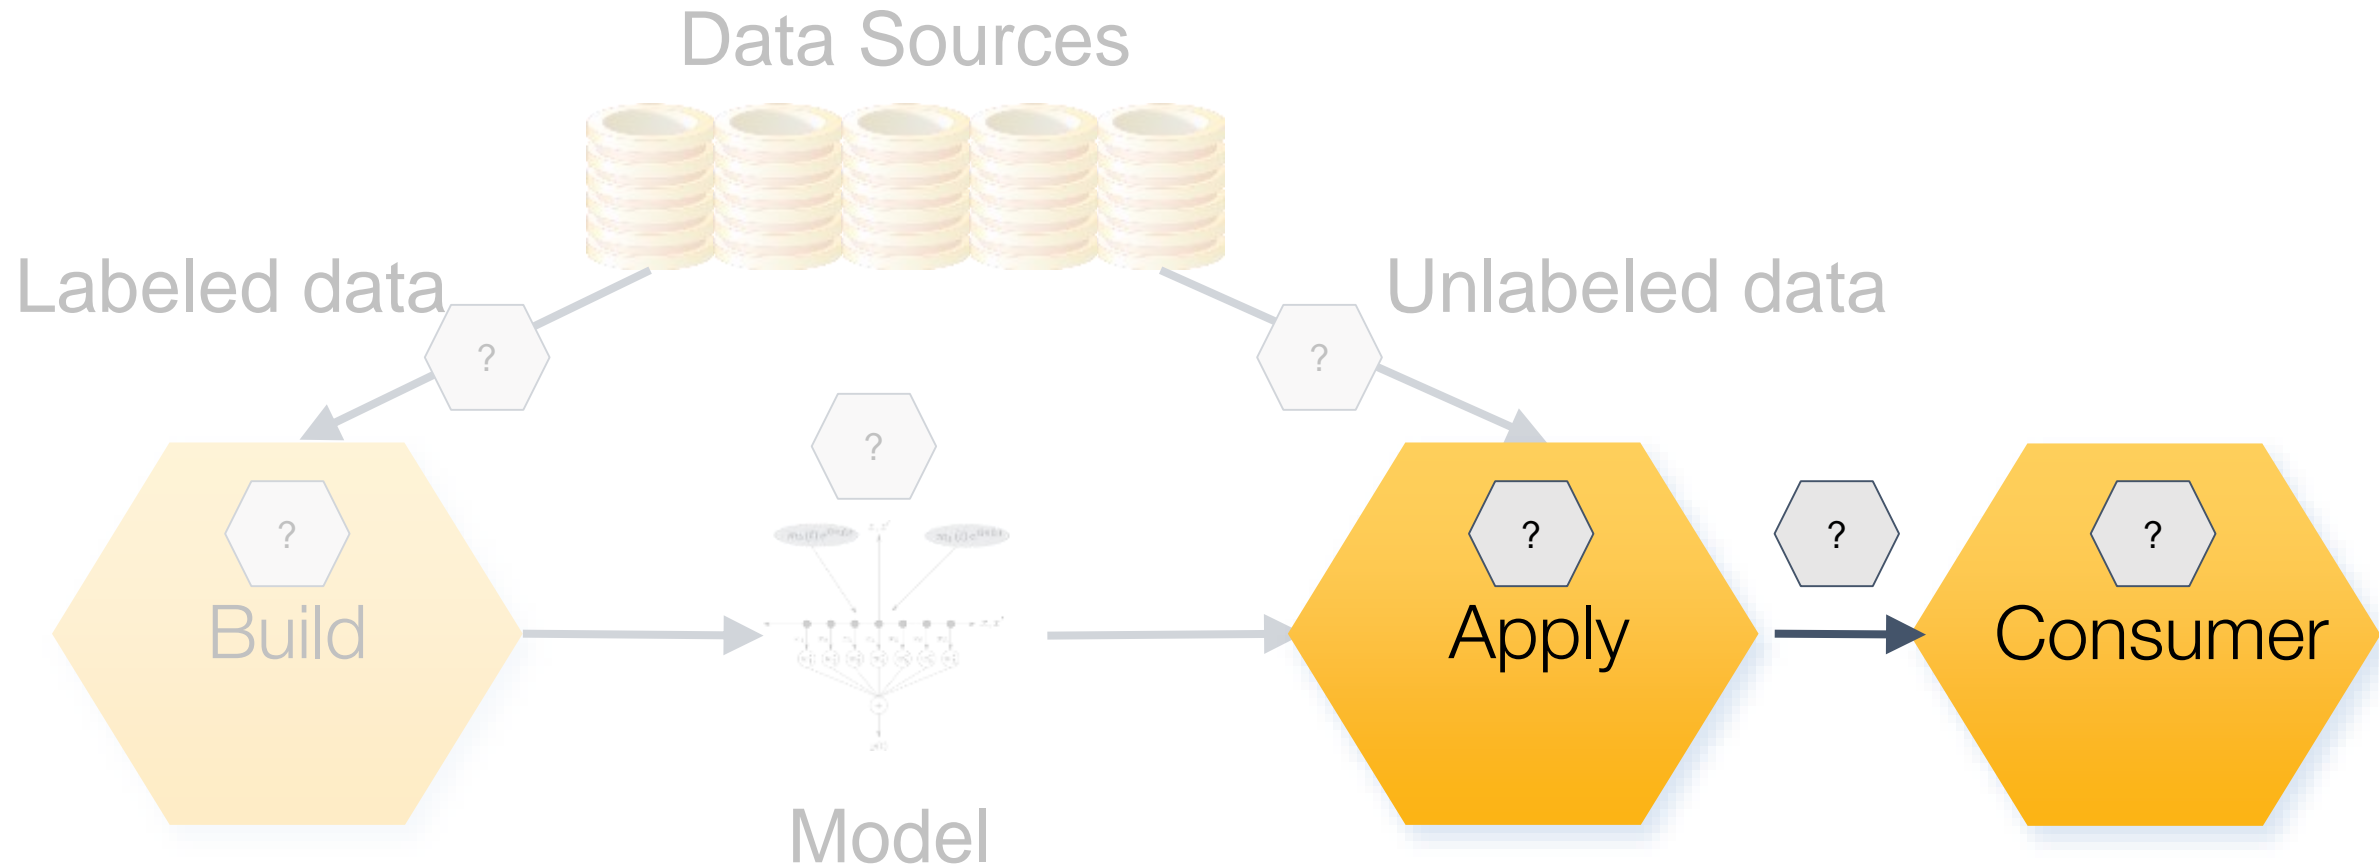 Data Sources
Labeled data
Unlabeled data
?
?
?
?
?
?
?
Build
Apply
Consumer
Model